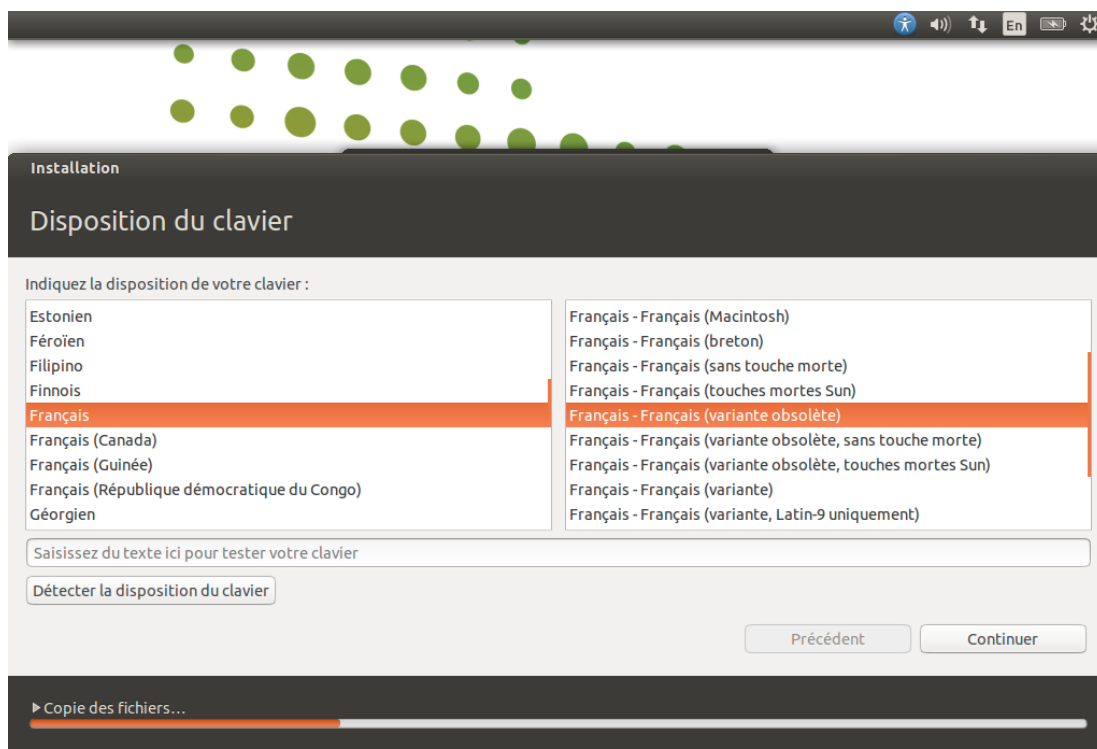 En
Installation
Disposition du clavier
Indiquez la disposition de votre clavier :
Estonien
Féroïen
Filipino
Finnois
Français
Français (Canada)
Français (Guinée)
Français (République démocratique du Congo)
Géorgien
Français - Français (Macintosh)
Français - Français (breton)
Français - Français (sans touche morte)
Français - Français (touches mortes Sun)
Français - Français (variante obsolète)
Français - Français (variante obsolète, sans touche morte)
Français - Français (variante obsolète, touches mortes Sun)
Français - Français (variante)
Français - Français (variante, Latin-9 uniquement)
Saisissez du texte ici pour tester votre clavier
Détecter la disposition du clavier
Précédent Continuer
Copie des fichiers...